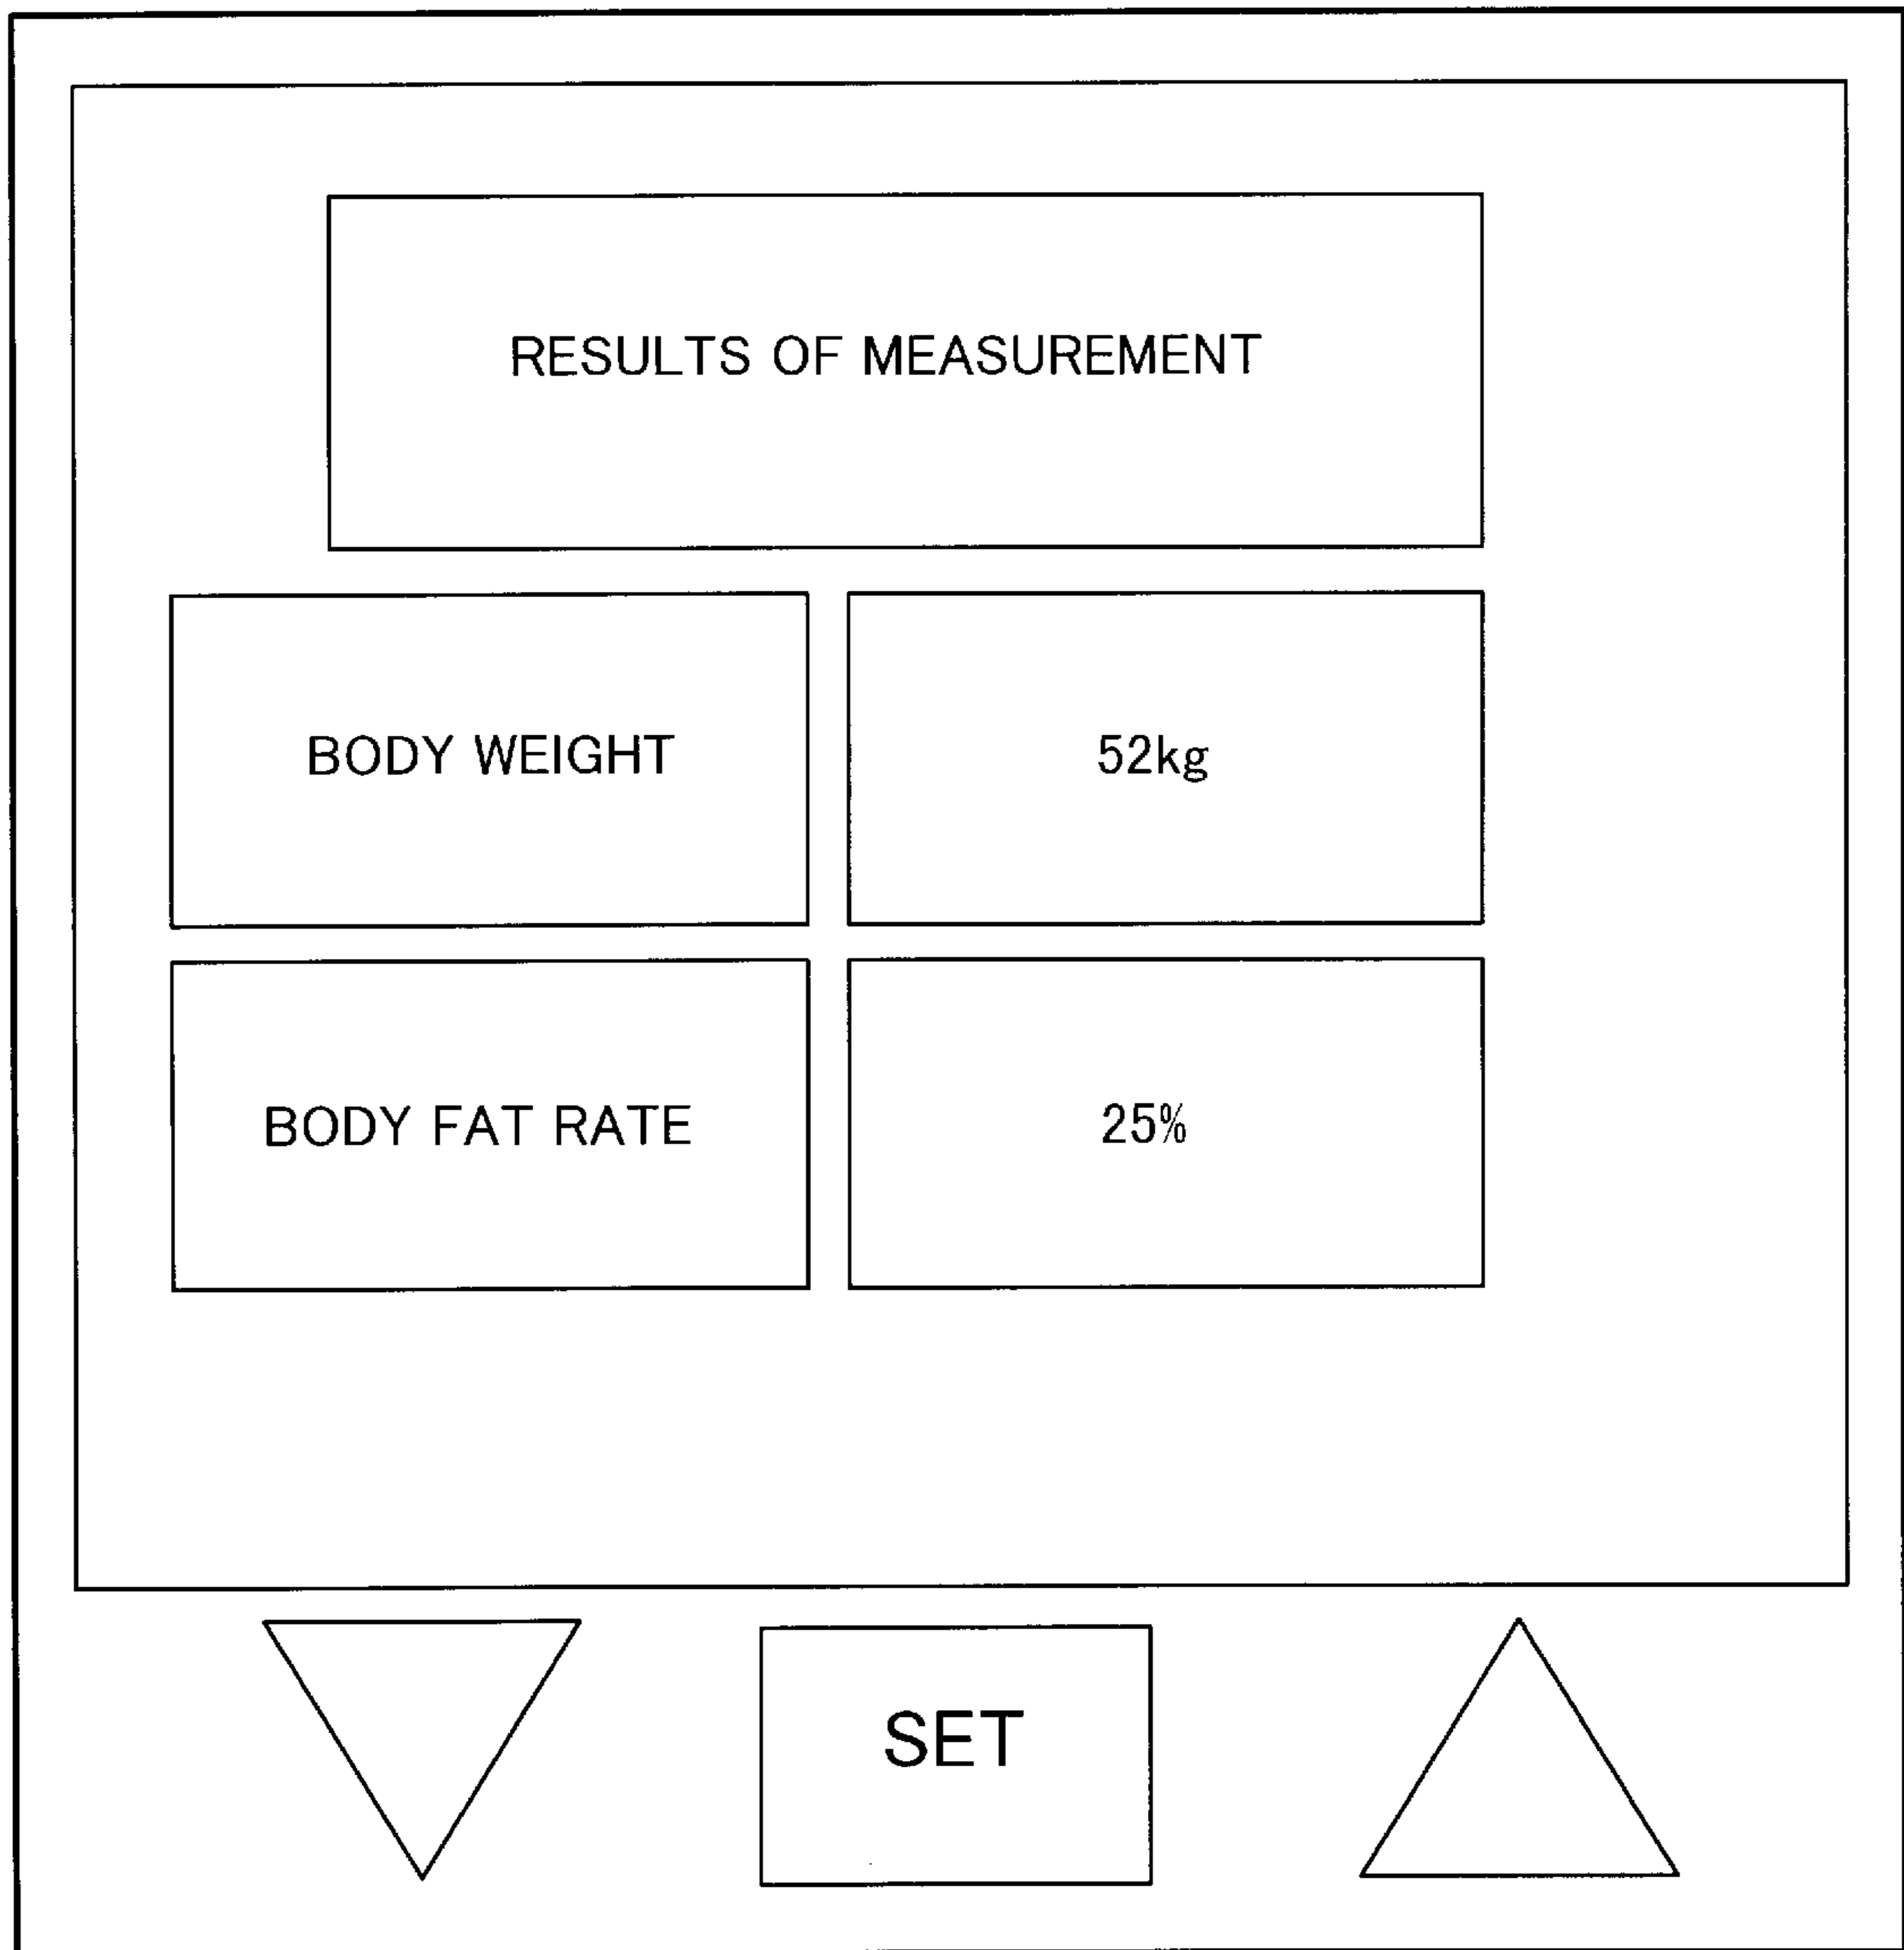 RESULTS OF MEASUREMENT
BODY WEIGHT 52kg
BODY FAT RATE 25%
SET